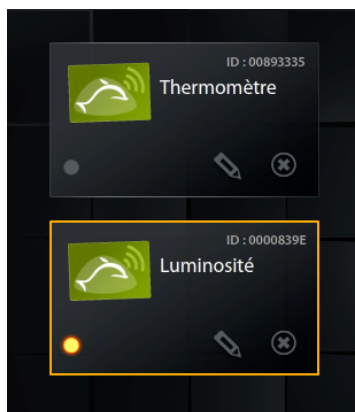 ID : 00893335
Thermomètre
ID : 0000839E
Luminosité